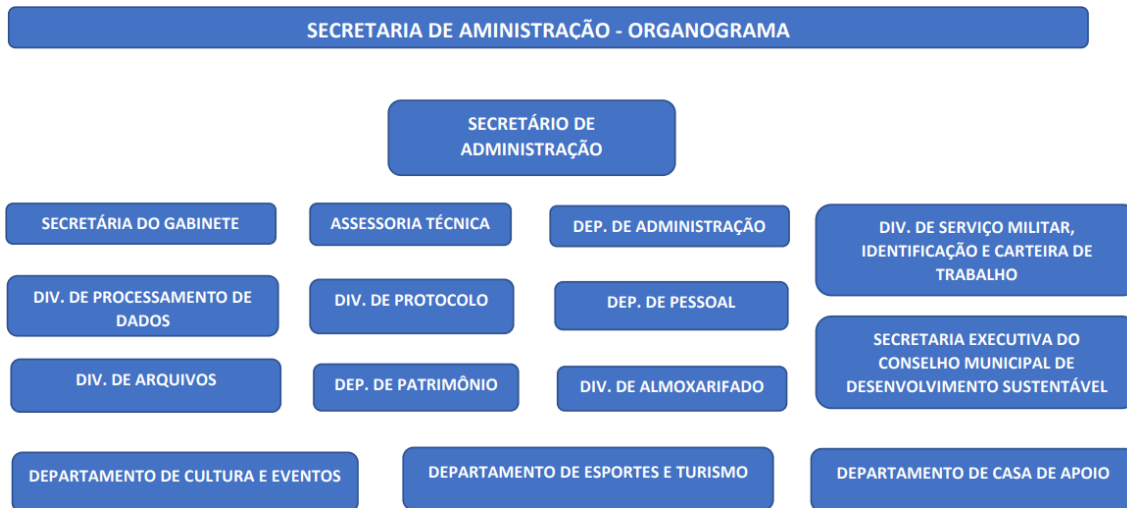 SECRETARIA DE AMINISTRAÇÃO - ORGANOGRAMA
SECRETÁRIO DE
ADMINISTRAÇÃO
SECRETÁRIA DO GABINETE
ASSESSORIA TÉCNICA
DEP. DE ADMINISTRAÇÃO
DIV. DE SERVIÇO MILITAR,
IDENTIFICAÇÃO E CARTEIRA DE
TRABALHO
DIV. DE PROCESSAMENTO DE
DADOS
DIV. DE PROTOCOLO
DEP. DE PESSOAL
SECRETARIA EXECUTIVA DO
CONSELHO MUNICIPAL DE
DESENVOLVIMENTO SUSTENTÁVEL
DIV. DE ARQUIVOS
DEP. DE PATRIMÔNIO
DIV. DE ALMOXARIFADO
DEPARTAMENTO DE CULTURA E EVENTOS
DEPARTAMENTO DE ESPORTES E TURISMO
DEPARTAMENTO DE CASA DE APOIO